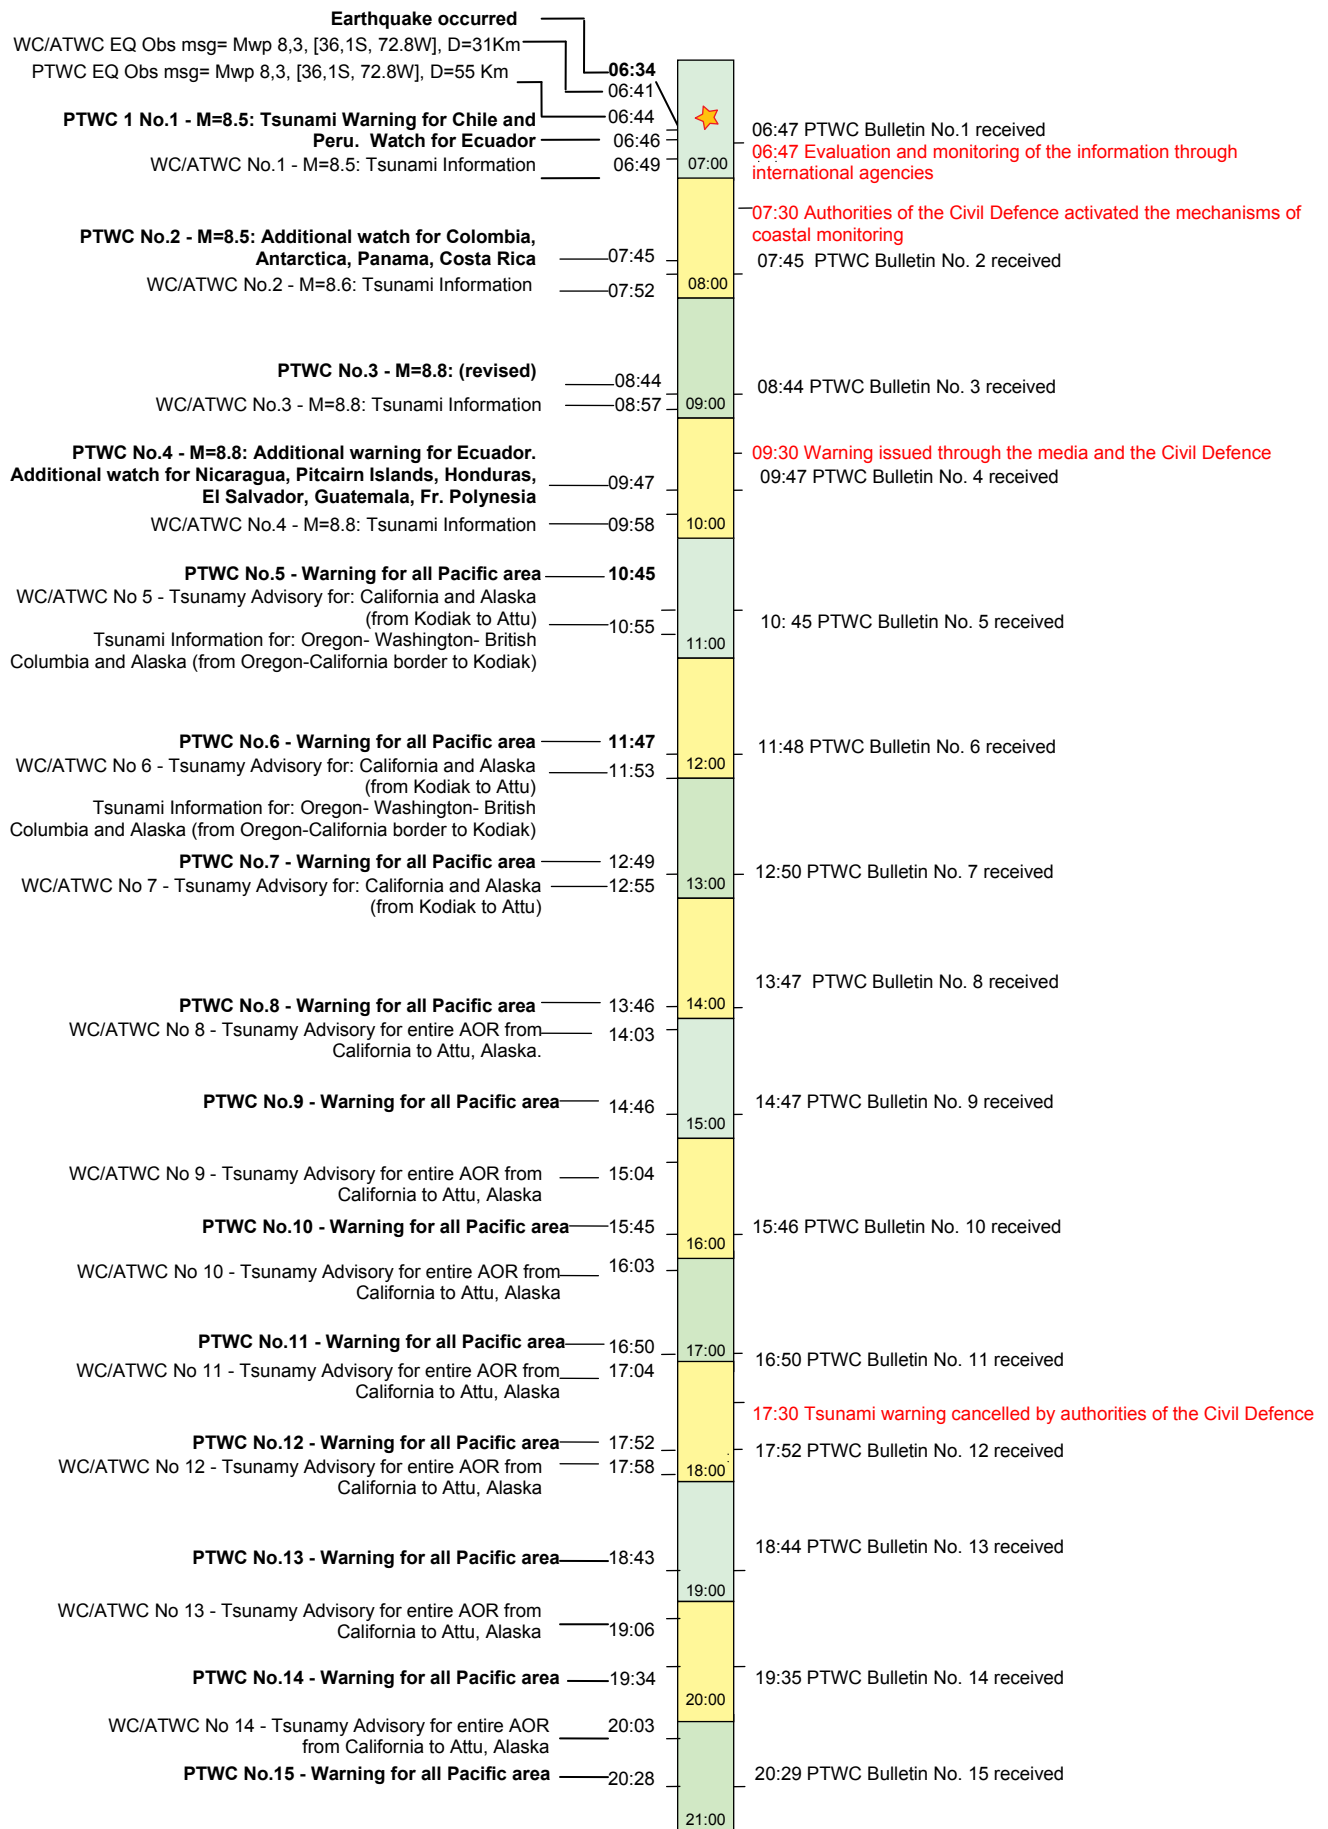 Earthquake occurred
WC/ATWC EQ Obs msg= Mwp 8,3, [36,1S, 72.8W], D=31Km
PTWC EQ Obs msg= Mwp 8,3, [36,1S, 72.8W], D=55 Km
06:34
06:41
06:44
PTWC 1 No.1 - M=8.5: Tsunami Warning for Chile and
Peru.  Watch for Ecuador
06:46
WC/ATWC No.1 - M=8.5: Tsunami Information
06:49
07:00
06:47 PTWC Bulletin No.1 received
06:47 Evaluation and monitoring of the information through
international agencies
07:30 Authorities of the Civil Defence activated the mechanisms of
coastal monitoring
PTWC No.2 - M=8.5: Additional watch for Colombia,
Antarctica, Panama, Costa Rica
07:45
07:45  PTWC Bulletin No. 2 received
WC/ATWC No.2 - M=8.6: Tsunami Information
07:52
08:00
PTWC No.3 - M=8.8: (revised)
08:44
08:44 PTWC Bulletin No. 3 received
WC/ATWC No.3 - M=8.8: Tsunami Information
08:57
09:00
PTWC No.4 - M=8.8: Additional warning for Ecuador.
Additional watch for Nicaragua, Pitcairn Islands, Honduras,
El Salvador, Guatemala, Fr. Polynesia
09:47
09:30 Warning issued through the media and the Civil Defence
09:47 PTWC Bulletin No. 4 received
WC/ATWC No.4 - M=8.8: Tsunami Information
09:58
10:00
PTWC No.5 - Warning for all Pacific area
10:45
WC/ATWC No 5 - Tsunamy Advisory for: California and Alaska
(from Kodiak to Attu)
10:55
Tsunami Information for: Oregon- Washington- British
Columbia and Alaska (from Oregon-California border to Kodiak)
10: 45 PTWC Bulletin No. 5 received
11:00
PTWC No.6 - Warning for all Pacific area
11:47
11:48 PTWC Bulletin No. 6 received
WC/ATWC No 6 - Tsunamy Advisory for: California and Alaska
(from Kodiak to Attu)
11:53
12:00
Tsunami Information for: Oregon- Washington- British
Columbia and Alaska (from Oregon-California border to Kodiak)
PTWC No.7 - Warning for all Pacific area
12:49
12:50 PTWC Bulletin No. 7 received
WC/ATWC No 7 - Tsunamy Advisory for: California and Alaska
(from Kodiak to Attu)
12:55
13:00
13:47  PTWC Bulletin No. 8 received
PTWC No.8 - Warning for all Pacific area
13:46
14:00
WC/ATWC No 8 - Tsunamy Advisory for entire AOR from
California to Attu, Alaska.
14:03
PTWC No.9 - Warning for all Pacific area
14:46
14:47 PTWC Bulletin No. 9 received
15:00
WC/ATWC No 9 - Tsunamy Advisory for entire AOR from
California to Attu, Alaska
15:04
PTWC No.10 - Warning for all Pacific area
15:45
15:46 PTWC Bulletin No. 10 received
16:00
WC/ATWC No 10 - Tsunamy Advisory for entire AOR from
California to Attu, Alaska
16:03
PTWC No.11 - Warning for all Pacific area
16:50
17:00
16:50 PTWC Bulletin No. 11 received
WC/ATWC No 11 - Tsunamy Advisory for entire AOR from
California to Attu, Alaska
17:04
17:30 Tsunami warning cancelled by authorities of the Civil Defence
PTWC No.12 - Warning for all Pacific area
17:52
17:52 PTWC Bulletin No. 12 received
WC/ATWC No 12 - Tsunamy Advisory for entire AOR from
California to Attu, Alaska
17:58
18:00
18:44 PTWC Bulletin No. 13 received
PTWC No.13 - Warning for all Pacific area
18:43
19:00
WC/ATWC No 13 - Tsunamy Advisory for entire AOR from
California to Attu, Alaska
19:06
PTWC No.14 - Warning for all Pacific area
19:34
19:35 PTWC Bulletin No. 14 received
20:00
WC/ATWC No 14 - Tsunamy Advisory for entire AOR
from California to Attu, Alaska
20:03
PTWC No.15 - Warning for all Pacific area
20:28
20:29 PTWC Bulletin No. 15 received
21:00